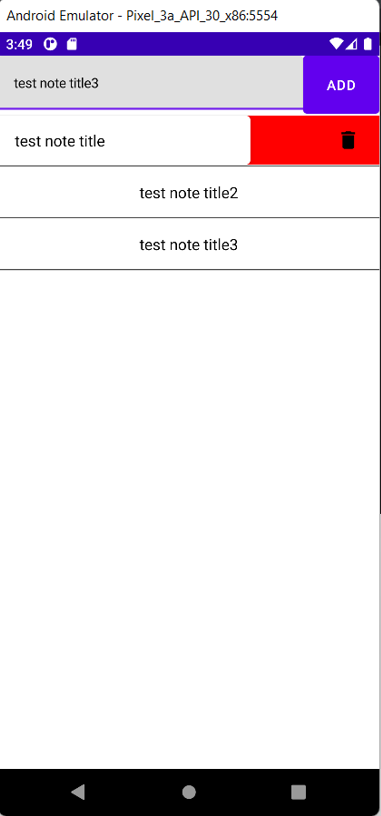 Android Emulator - Pixel_3a_API_30_x86:5554
3:49
test note title3
ADD
test note title
test note title2
test note title3